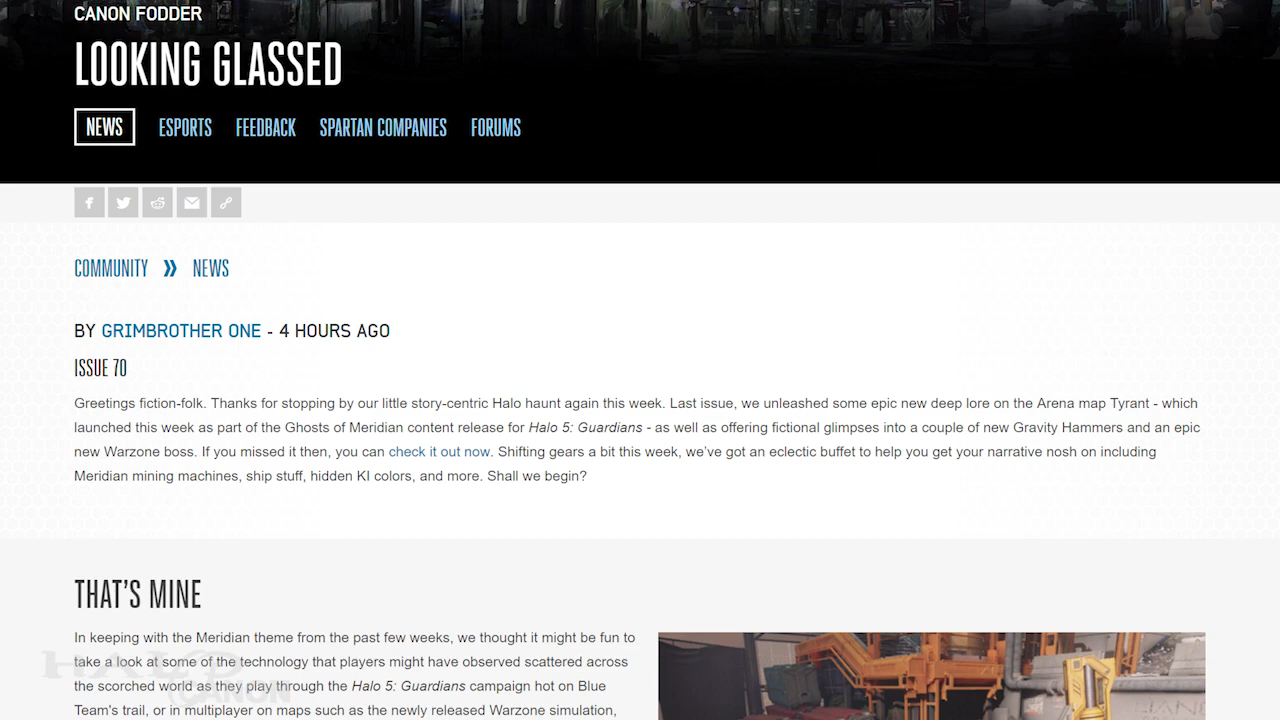 CANON FODDER
LOOKING GLASSED
NEWS ESPORTS FEEDBACK SPARTAN COMPANIES FORUMS
COMMUNITY » NEWS
BY GRIMBROTHER ONE - 4 HOURS AGO
ISSUE 70
Greetings fiction-folk. Thanks for stopping by our little story-centric Halo haunt again this week. Last issue, we unleashed some epic new deep lore on the Arena map Tyrant - which
launched this week as part of the Ghosts of Meridian content release for Halo 5: Guardians - as well as offering fictional glimpses into a couple of new Gravity Hammers and an epic
new Warzone boss. If you missed it then, you can check it out now. Shifting gears a bit this week, we've got an eclectic buffet to help you get your narrative nosh on including
Meridian mining machines, ship stuff, hidden KI colors, and more. Shall we begin?
THAT'S MINE
In keeping with the Meridian theme from the past few weeks, we thought it might be fun to
take a look at some of the technology that players might have observed scattered across
the scorched world as they play through the Halo 5: Guardians campaign hot on Blue
Team's trail, or in multiplayer on maps such as the newly released Warzone simulation,
HALO
CANON